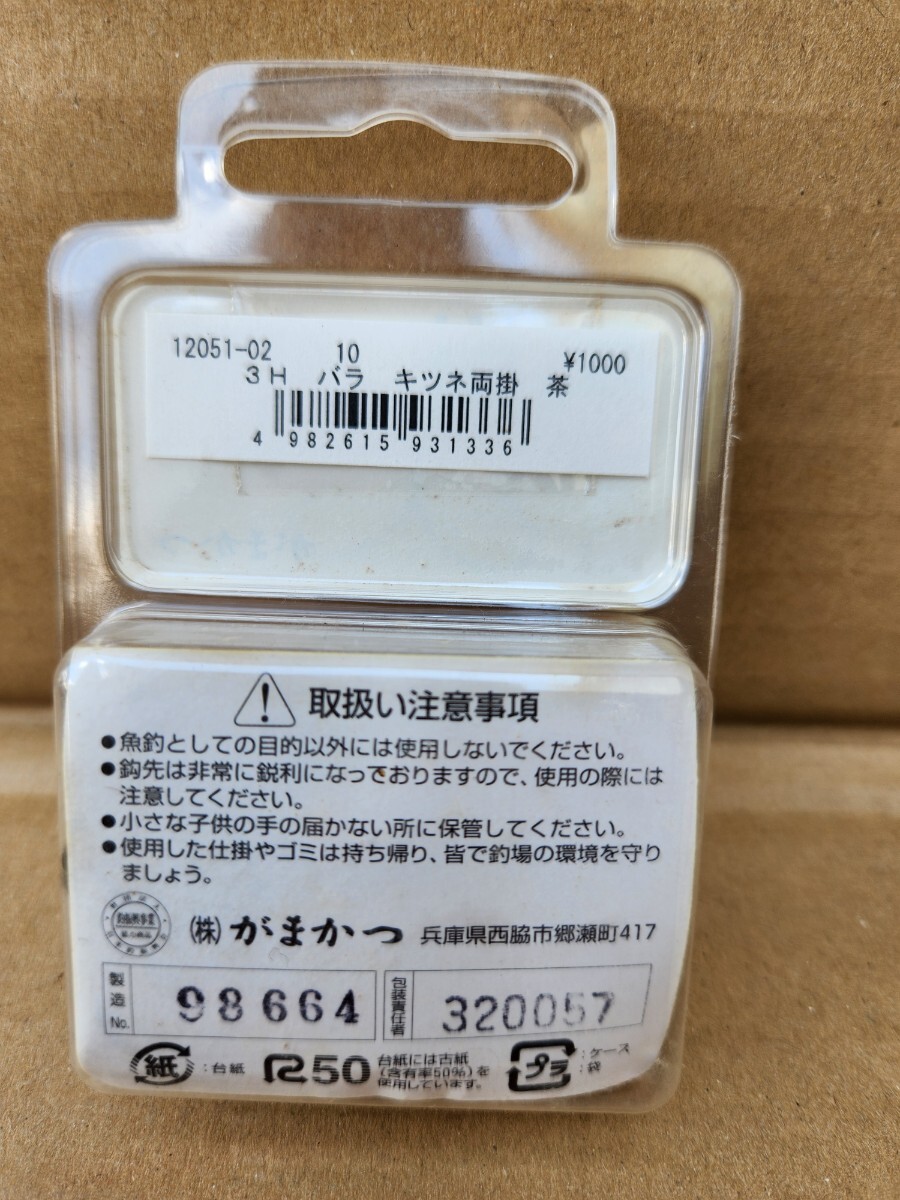 12051-02 10 ¥1000
3H バラ キツネ両掛 茶
4 982615 931336
取扱い注意事項
●魚釣としての目的以外には使用しないでください。
●鈎先は非常に鋭利になっておりますので、使用の際には
注意してください。
●小さな子供の手の届かない所に保管してください。
●使用した仕掛やゴミは持ち帰り、皆で釣場の環境を守り
ましょう。
(株) がまかつ 兵庫県西脇市郷瀬町417
製造No. 98664 包装責任者 320057
紙 :台紙 R50 台紙には古紙
(含有率50%)を
使用しています。
プラ :ケース
:袋